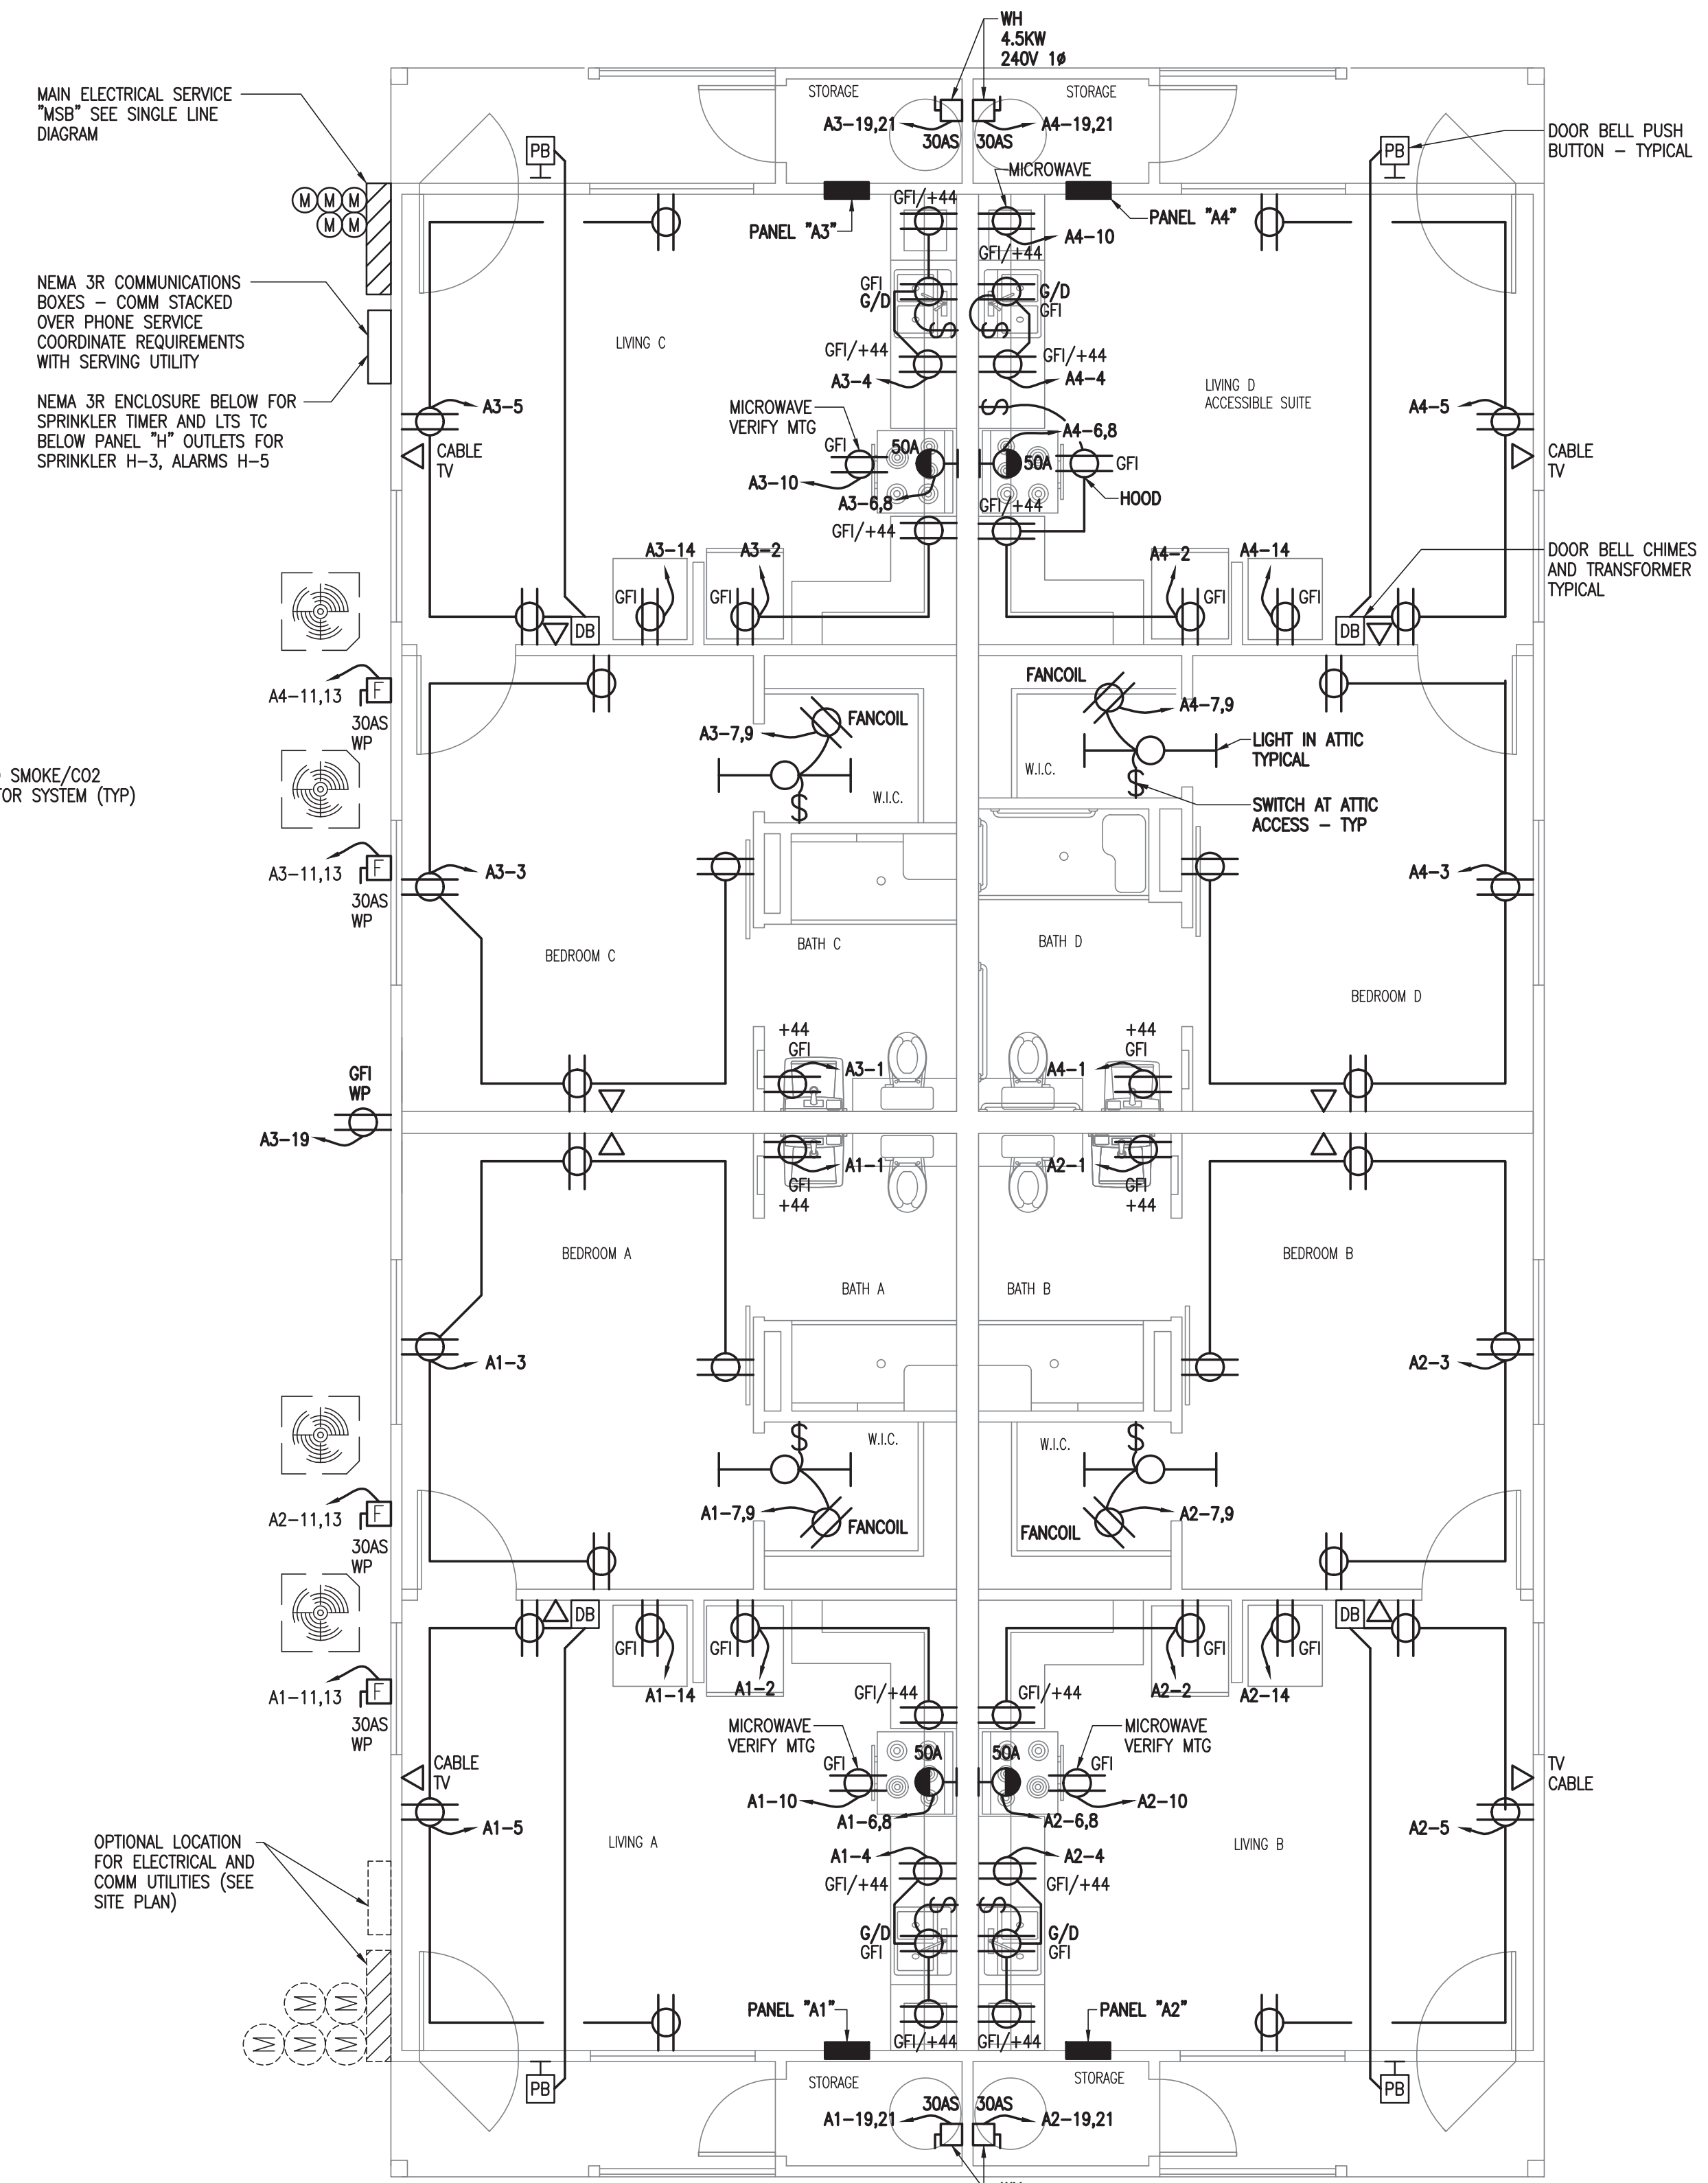 WH
4.5KW
240V 1ø
MAIN ELECTRICAL SERVICE
"MSB" SEE SINGLE LINE
DIAGRAM
STORAGE
STORAGE
A3-19,21
30AS
30AS
A4-19,21
PB
PB
DOOR BELL PUSH
BUTTON - TYPICAL
M M M
M M
MICROWAVE
GFI/+44
PANEL "A3"
PANEL "A4"
A4-10
GFI/+44
NEMA 3R COMMUNICATIONS
BOXES - COMM STACKED
OVER PHONE SERVICE
COORDINATE REQUIREMENTS
WITH SERVING UTILITY
GFI
G/D
G/D
GFI
$
$
LIVING C
GFI/+44
GFI/+44
A3-4
A4-4
LIVING D
ACCESSIBLE SUITE
NEMA 3R ENCLOSURE BELOW FOR
SPRINKLER TIMER AND LTS TC
BELOW PANEL "H" OUTLETS FOR
SPRINKLER H-3, ALARMS H-5
A3-5
A4-5
MICROWAVE
VERIFY MTG
$
A4-6,8
GFI
50A
50A
GFI
CABLE
TV
CABLE
TV
A3-10
A3-6,8
HOOD
GFI/+44
GFI/+44
A3-14
A3-2
A4-2
A4-14
DOOR BELL CHIMES
AND TRANSFORMER
TYPICAL
GFI
GFI
GFI
GFI
DB
DB
A4-11,13
F
30AS
WP
FANCOIL
A3-7,9
FANCOIL
A4-7,9
LIGHT IN ATTIC
TYPICAL
W.I.C.
W.I.C.
$
$
SWITCH AT ATTIC
ACCESS - TYP
SMOKE/CO2
TOR SYSTEM (TYP)
A3-11,13
F
30AS
WP
A3-3
A4-3
BATH C
BATH D
BEDROOM C
BEDROOM D
+44
GFI
+44
GFI
A3-1
A4-1
GFI
WP
A3-19
A1-1
A2-1
GFI
+44
GFI
+44
BEDROOM A
BEDROOM B
BATH A
BATH B
A1-3
A2-3
$
$
W.I.C.
W.I.C.
A2-11,13
F
30AS
WP
A1-7,9
FANCOIL
FANCOIL
A2-7,9
DB
DB
GFI
GFI
GFI
GFI
A1-14
A1-2
A2-2
A2-14
A1-11,13
F
30AS
WP
GFI/+44
GFI/+44
MICROWAVE
VERIFY MTG
MICROWAVE
VERIFY MTG
50A
50A
GFI
GFI
CABLE
TV
TV
CABLE
A1-10
A1-6,8
A2-6,8
A2-10
A1-5
A2-5
LIVING A
LIVING B
A1-4
A2-4
GFI/+44
GFI/+44
OPTIONAL LOCATION
FOR ELECTRICAL AND
COMM UTILITIES (SEE
SITE PLAN)
$
$
G/D
GFI
G/D
GFI
M M
M M M
PANEL "A1"
PANEL "A2"
GFI/+44
GFI/+44
PB
PB
STORAGE
STORAGE
A1-19,21
30AS
30AS
A2-19,21